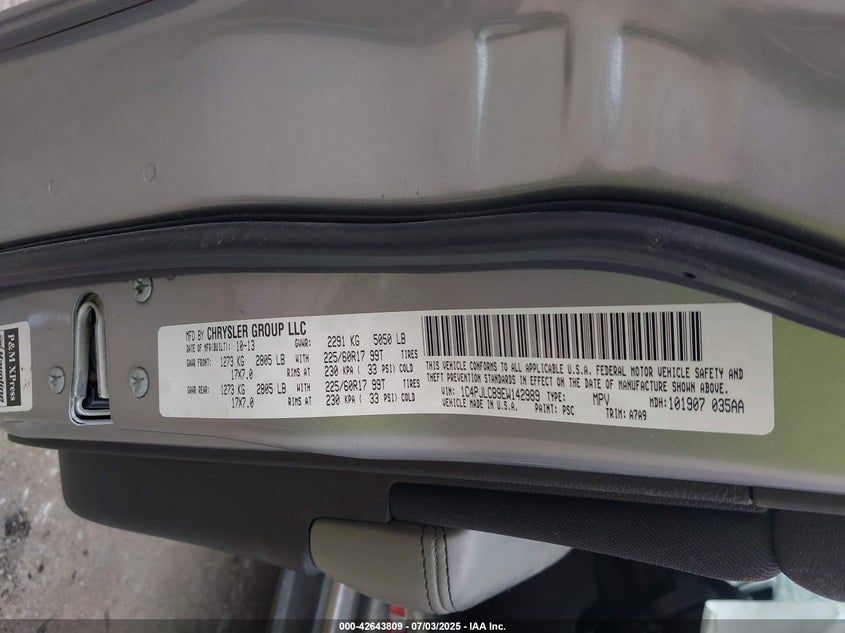 MFD BY CHRYSLER GROUP LLC
DATE OF MFR(BUILT): 10-13 GVWR: 2291 KG 5050 LB
GAWR FRONT: 1273 KG 2805 LB WITH 225/60R17 99T TIRES
17X7.0 RIMS AT 230 KPA ( 33 PSI) COLD
GAWR REAR: 1273 KG 2805 LB WITH 225/60R17 99T TIRES
17X7.0 RIMS AT 230 KPA ( 33 PSI) COLD
THIS VEHICLE CONFORMS TO ALL APPLICABLE U.S.A. FEDERAL MOTOR VEHICLE SAFETY AND
THEFT PREVENTION STANDARDS IN EFFECT ON THE DATE OF MANUFACTURE SHOWN ABOVE.
VIN: 1C4PJLCB9EW142989 TYPE: MPV MDH: 101907 035AA
VEHICLE MADE IN U.S.A. PAINT: PSC TRIM: A7A9
P&M XPress
000-42643809 - 07/03/2025 - IAA Inc.